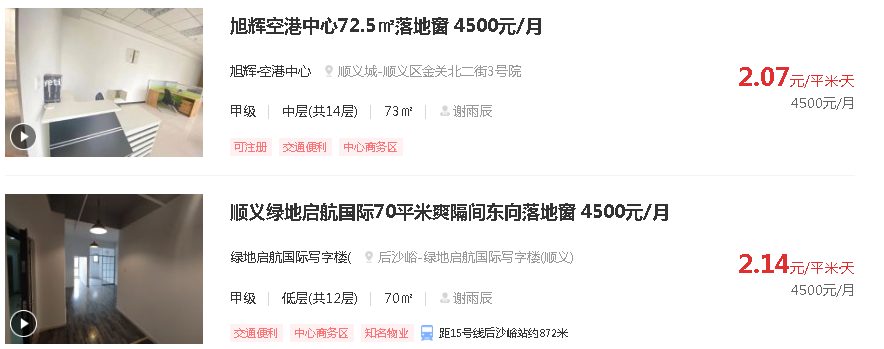 旭辉空港中心72.5㎡落地窗 4500元/月
旭辉·空港中心 顺义城-顺义区金关北二街3号院
2.07元/平米·天
4500元/月
甲级 中层(共14层) 73㎡ 谢雨辰
可注册 交通便利 中心商务区
顺义绿地启航国际70平米爽隔间东向落地窗 4500元/月
绿地启航国际写字楼( 后沙峪-绿地启航国际写字楼(顺义)
2.14元/平米·天
4500元/月
甲级 低层(共12层) 70㎡ 谢雨辰
交通便利 中心商务区 知名物业 距15号线后沙峪站约872米